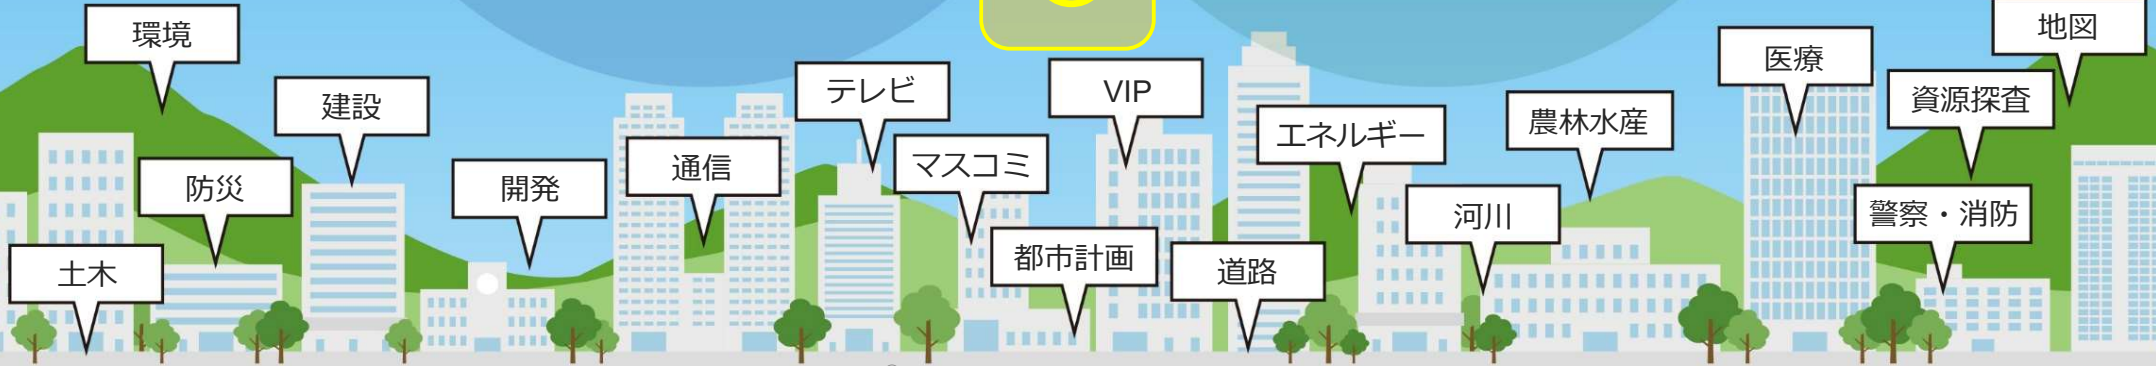 環境
建設
防災
土木
開発
通信
テレビ
マスコミ
VIP
都市計画
道路
エネルギー
河川
農林水産
医療
地図
資源探査
警察・消防